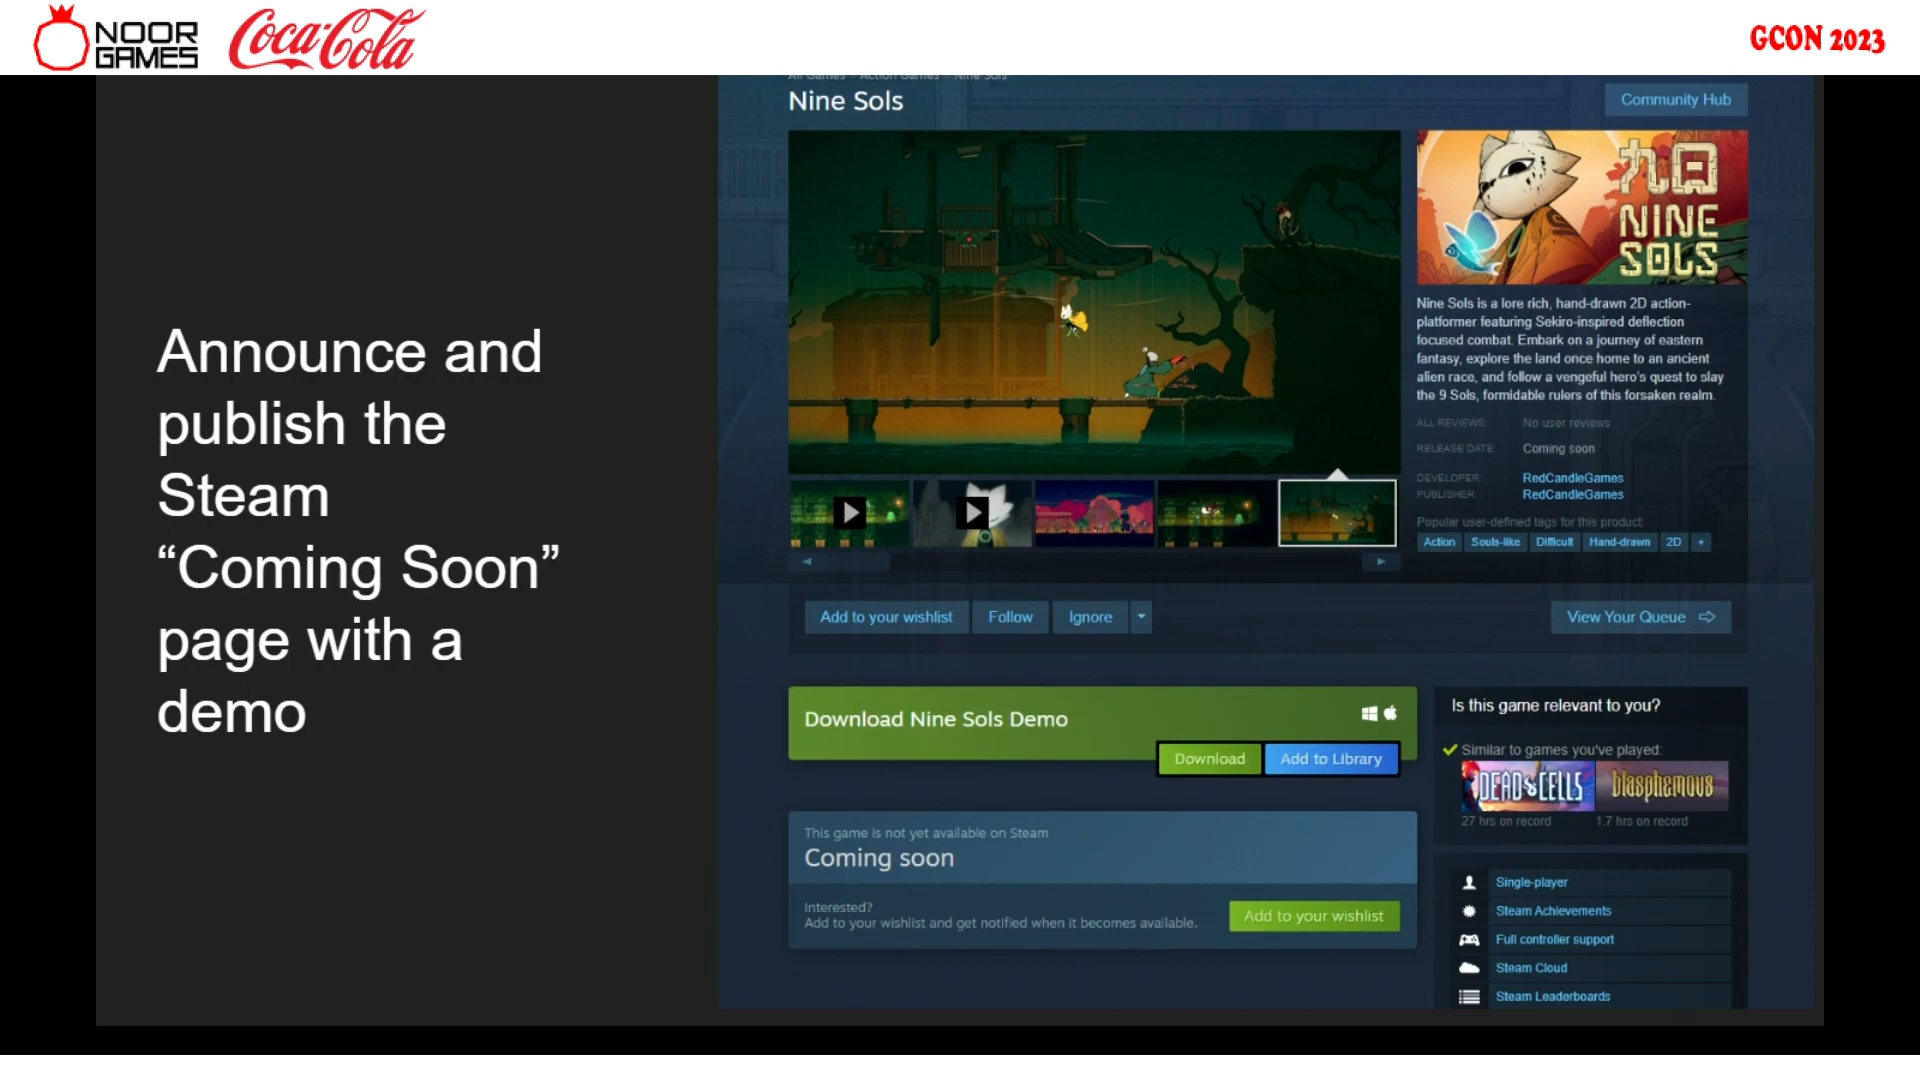 NOOR
GAMES
Coca-Cola
GCON 2023
Announce and
publish the
Steam
“Coming Soon”
page with a
demo
All Games > Action Games > Nine Sols
Nine Sols
Community Hub
九日
NINE
SOLS
Nine Sols is a lore rich, hand-drawn 2D action-
platformer featuring Sekiro-inspired deflection
focused combat. Embark on a journey of eastern
fantasy, explore the land once home to an ancient
alien race, and follow a vengeful hero's quest to slay
the 9 Sols, formidable rulers of this forsaken realm.
ALL REVIEWS: No user reviews
RELEASE DATE: Coming soon
DEVELOPER: RedCandleGames
PUBLISHER: RedCandleGames
Popular user-defined tags for this product:
Action Souls-like Difficult Hand-drawn 2D +
Add to your wishlist Follow Ignore
View Your Queue
Download Nine Sols Demo
Download Add to Library
This game is not yet available on Steam
Coming soon
Interested?
Add to your wishlist and get notified when it becomes available.
Add to your wishlist
Is this game relevant to you?
Similar to games you've played:
DEAD CELLS blasphemous
27 hrs on record 1.7 hrs on record
Single-player
Steam Achievements
Full controller support
Steam Cloud
Steam Leaderboards